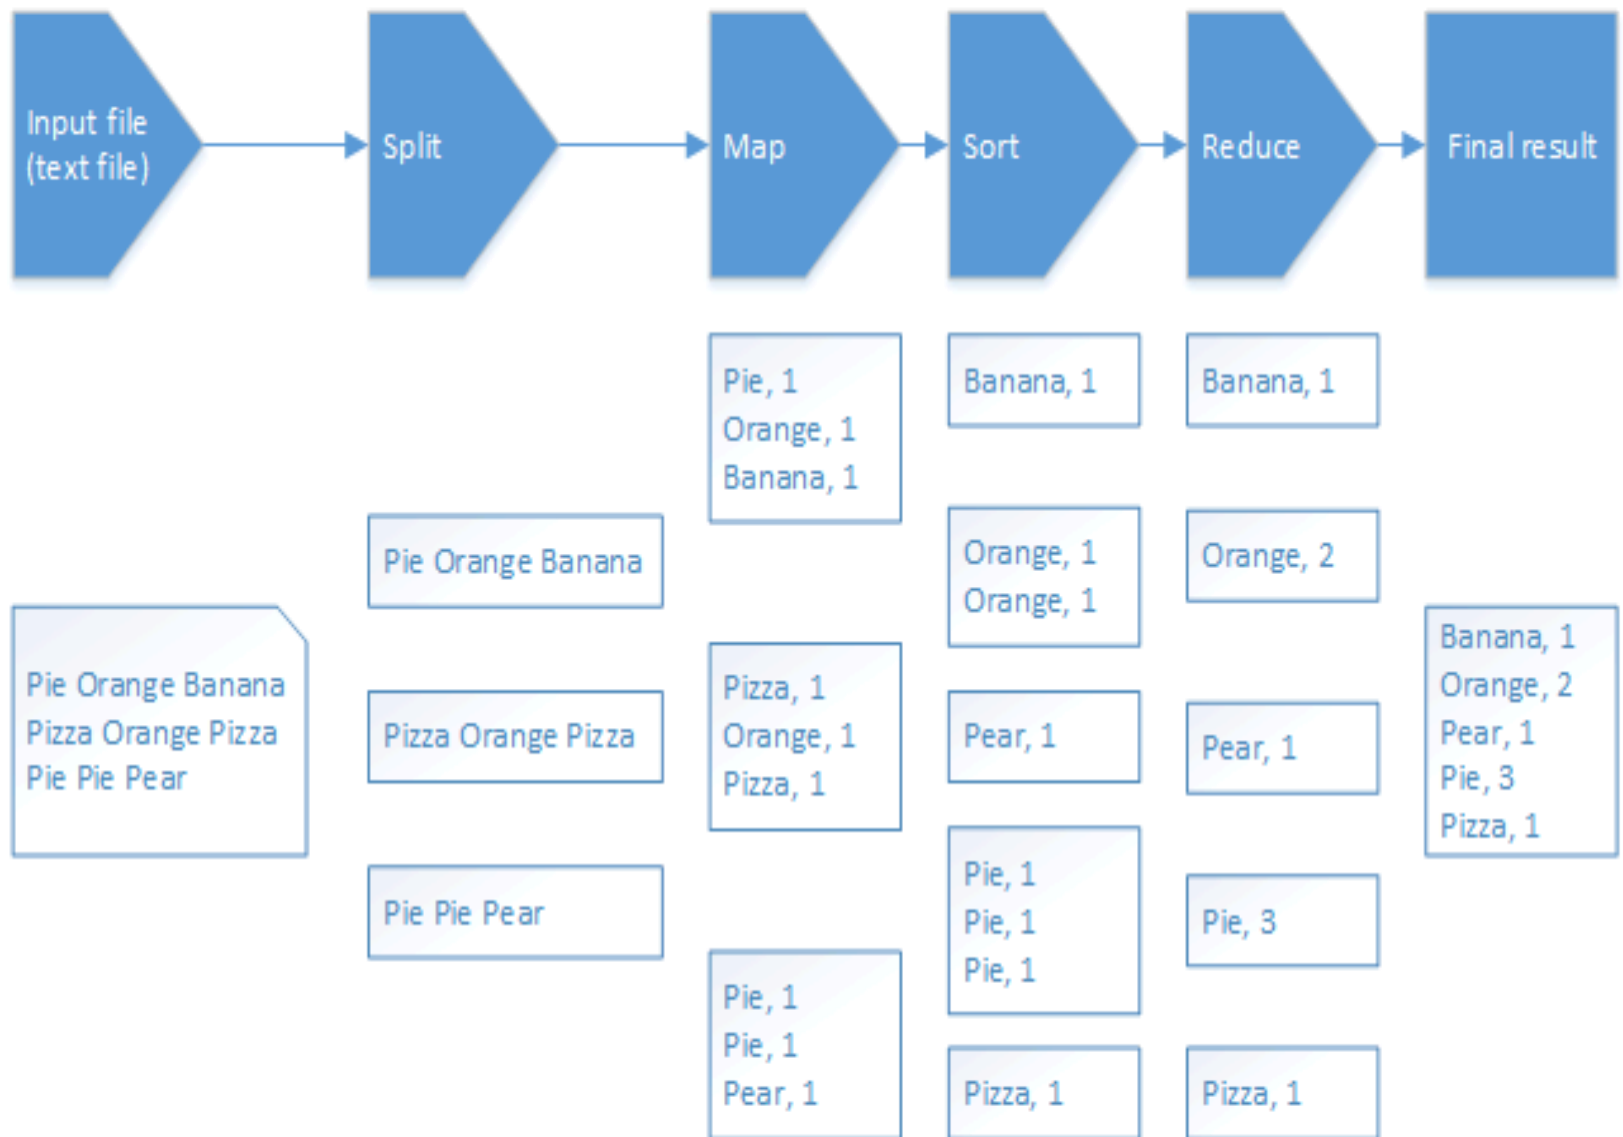 Input file
(text file)
Split
Map
Sort
Reduce
Final result
Pie Orange Banana
Pizza Orange Pizza
Pie Pie Pear
Pie Orange Banana
Pizza Orange Pizza
Pie Pie Pear
Pie, 1
Orange, 1
Banana, 1
Pizza, 1
Orange, 1
Pizza, 1
Pie, 1
Pie, 1
Pear, 1
Banana, 1
Orange, 1
Orange, 1
Pear, 1
Pie, 1
Pie, 1
Pie, 1
Pizza, 1
Banana, 1
Orange, 2
Pear, 1
Pie, 3
Pizza, 1
Banana, 1
Orange, 2
Pear, 1
Pie, 3
Pizza, 1